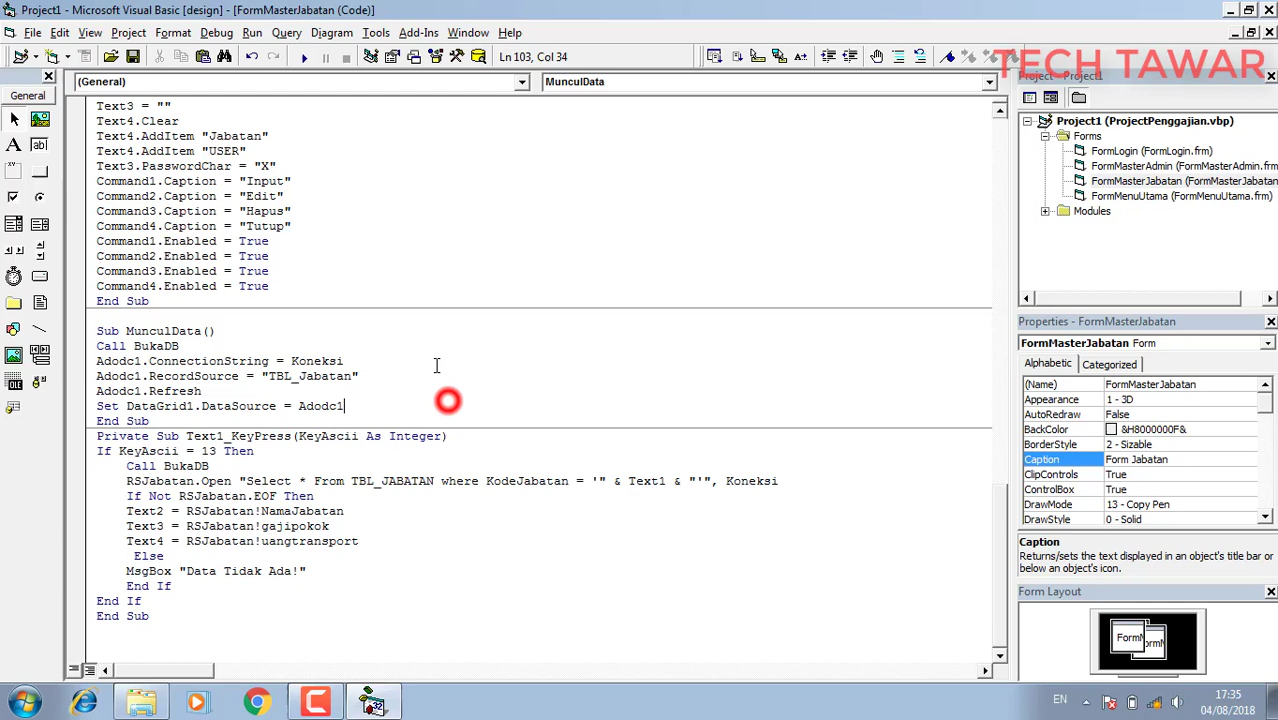 Project1 - Microsoft Visual Basic [design] - [FormMasterJabatan (Code)]
File Edit View Project Format Debug Run Query Diagram Tools Add-Ins Window Help
Ln 103, Col 34
TECH TAWAR
General
(General)
MunculData
Text3 = ""
Text4.Clear
Text4.AddItem "Jabatan"
Text4.AddItem "USER"
Text3.PasswordChar = "X"
Command1.Caption = "Input"
Command2.Caption = "Edit"
Command3.Caption = "Hapus"
Command4.Caption = "Tutup"
Command1.Enabled = True
Command2.Enabled = True
Command3.Enabled = True
Command4.Enabled = True
End Sub
Sub MunculData()
Call BukaDB
Adodc1.ConnectionString = Koneksi
Adodc1.RecordSource = "TBL_Jabatan"
Adodc1.Refresh
Set DataGrid1.DataSource = Adodc1
End Sub
Private Sub Text1_KeyPress(KeyAscii As Integer)
If KeyAscii = 13 Then
Call BukaDB
RSJabatan.Open "Select * From TBL_JABATAN where KodeJabatan = '" & Text1 & "'", Koneksi
If Not RSJabatan.EOF Then
Text2 = RSJabatan!NamaJabatan
Text3 = RSJabatan!gajipokok
Text4 = RSJabatan!uangtransport
Else
MsgBox "Data Tidak Ada!"
End If
End If
End Sub
Project - Project1
Project1 (ProjectPenggajian.vbp)
Forms
FormLogin (FormLogin.frm)
FormMasterAdmin (FormMasterAdmin.frm
FormMasterJabatan (FormMasterJabatan
FormMenuUtama (FormMenuUtama.frm)
Modules
Properties - FormMasterJabatan
FormMasterJabatan Form
Alphabetic Categorized
(Name) FormMasterJabatan
Appearance 1 - 3D
AutoRedraw False
BackColor &H8000000F&
BorderStyle 2 - Sizable
Caption Form Jabatan
ClipControls True
ControlBox True
DrawMode 13 - Copy Pen
DrawStyle 0 - Solid
Caption
Returns/sets the text displayed in an object's title bar or below an object's icon.
Form Layout
FormM
orm
EN
17:35
04/08/2018